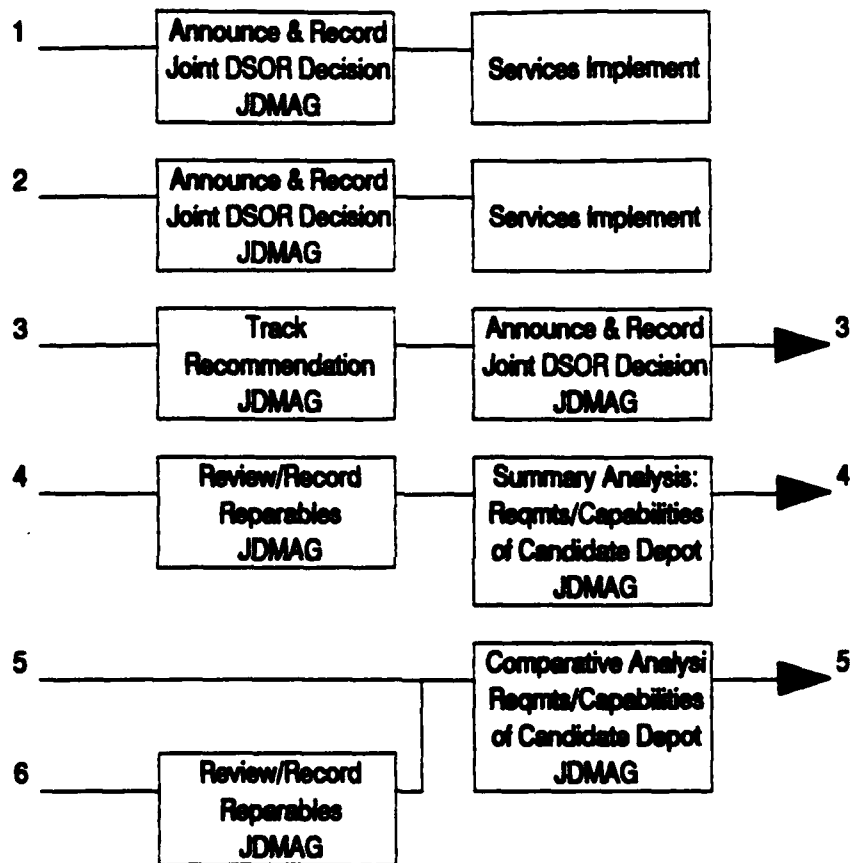 1
Announce & Record
Joint DSOR Decision
JDMAG
Services Implement
2
Announce & Record
Joint DSOR Decision
JDMAG
Services Implement
3
Track
Recommendation
JDMAG
Announce & Record
Joint DSOR Decision
JDMAG
3
4
Review/Record
Reparables
JDMAG
Summary Analysis:
Reqmts/Capabilities
of Candidate Depot
JDMAG
4
5
Comparative Analysi
Reqmts/Capabilities
of Candidate Depot
JDMAG
5
6
Review/Record
Reparables
JDMAG